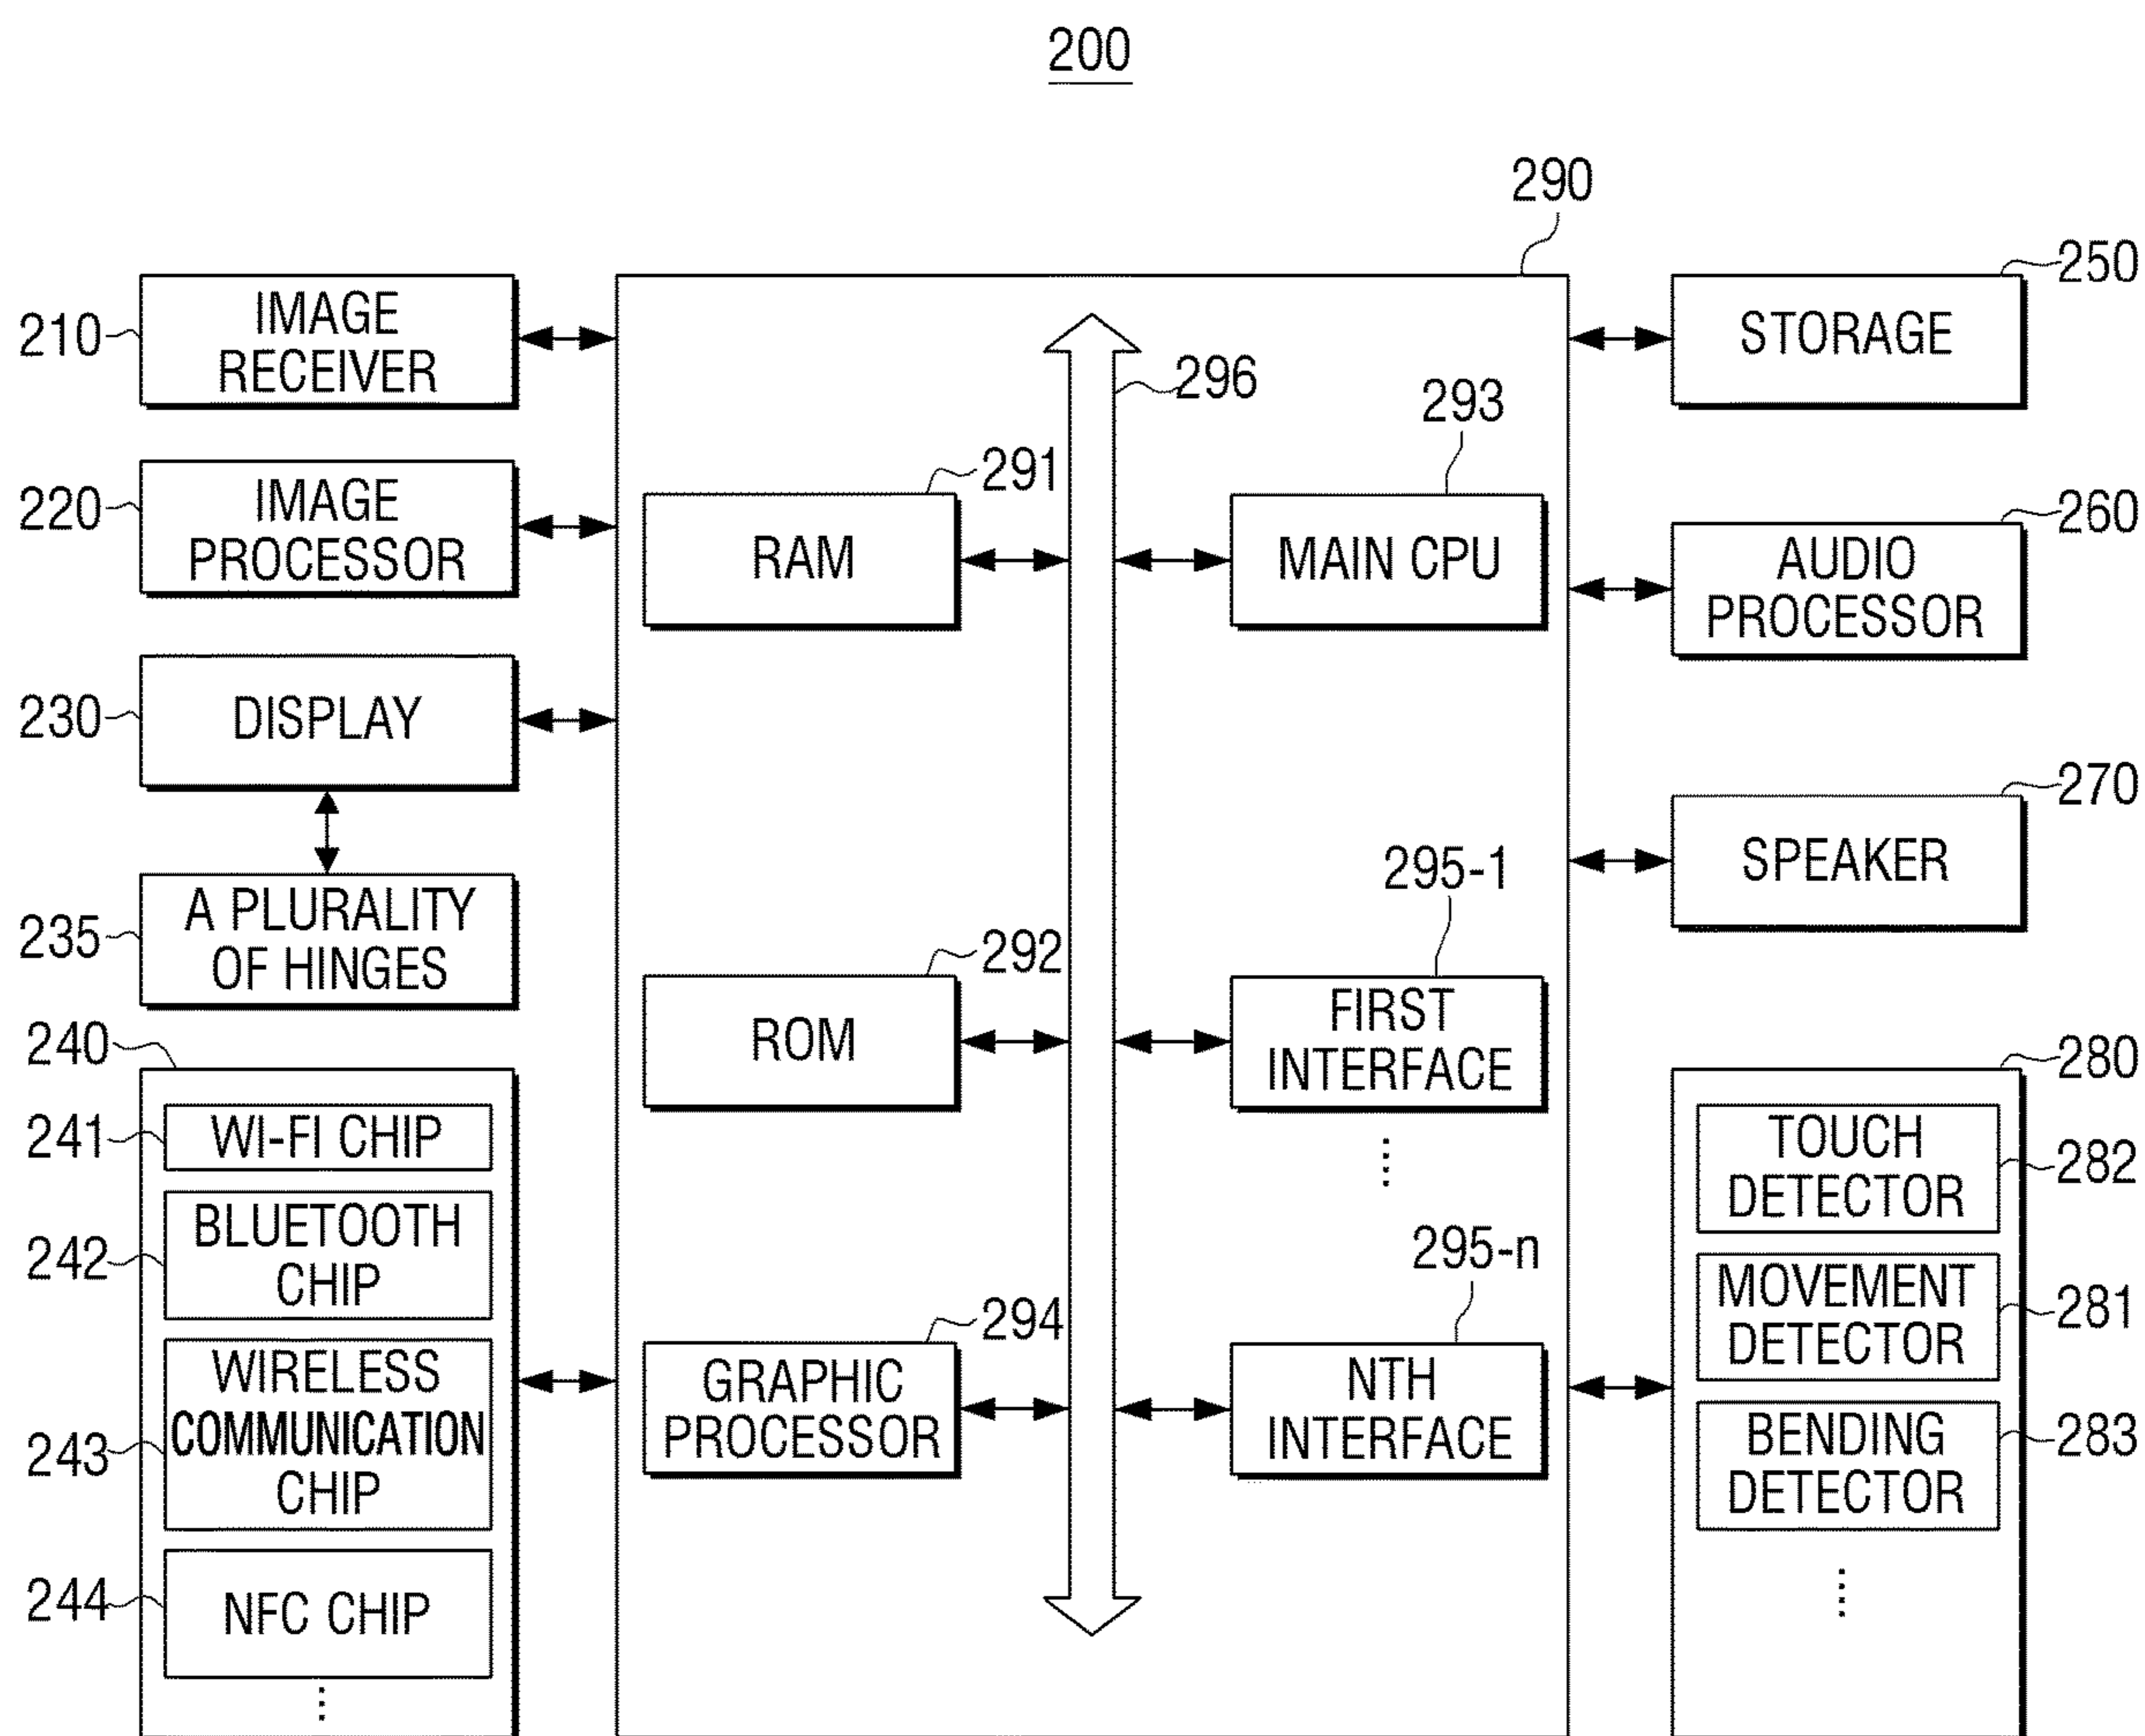 200
290
210
IMAGE
RECEIVER
220
IMAGE
PROCESSOR
230
DISPLAY
235
A PLURALITY
OF HINGES
240
241
WI-FI CHIP
242
BLUETOOTH
CHIP
243
WIRELESS
COMMUNICATION
CHIP
244
NFC CHIP
296
291
RAM
292
ROM
294
GRAPHIC
PROCESSOR
293
MAIN CPU
295-1
FIRST
INTERFACE
295-n
NTH
INTERFACE
250
STORAGE
260
AUDIO
PROCESSOR
270
SPEAKER
280
TOUCH
DETECTOR
282
MOVEMENT
DETECTOR
281
BENDING
DETECTOR
283